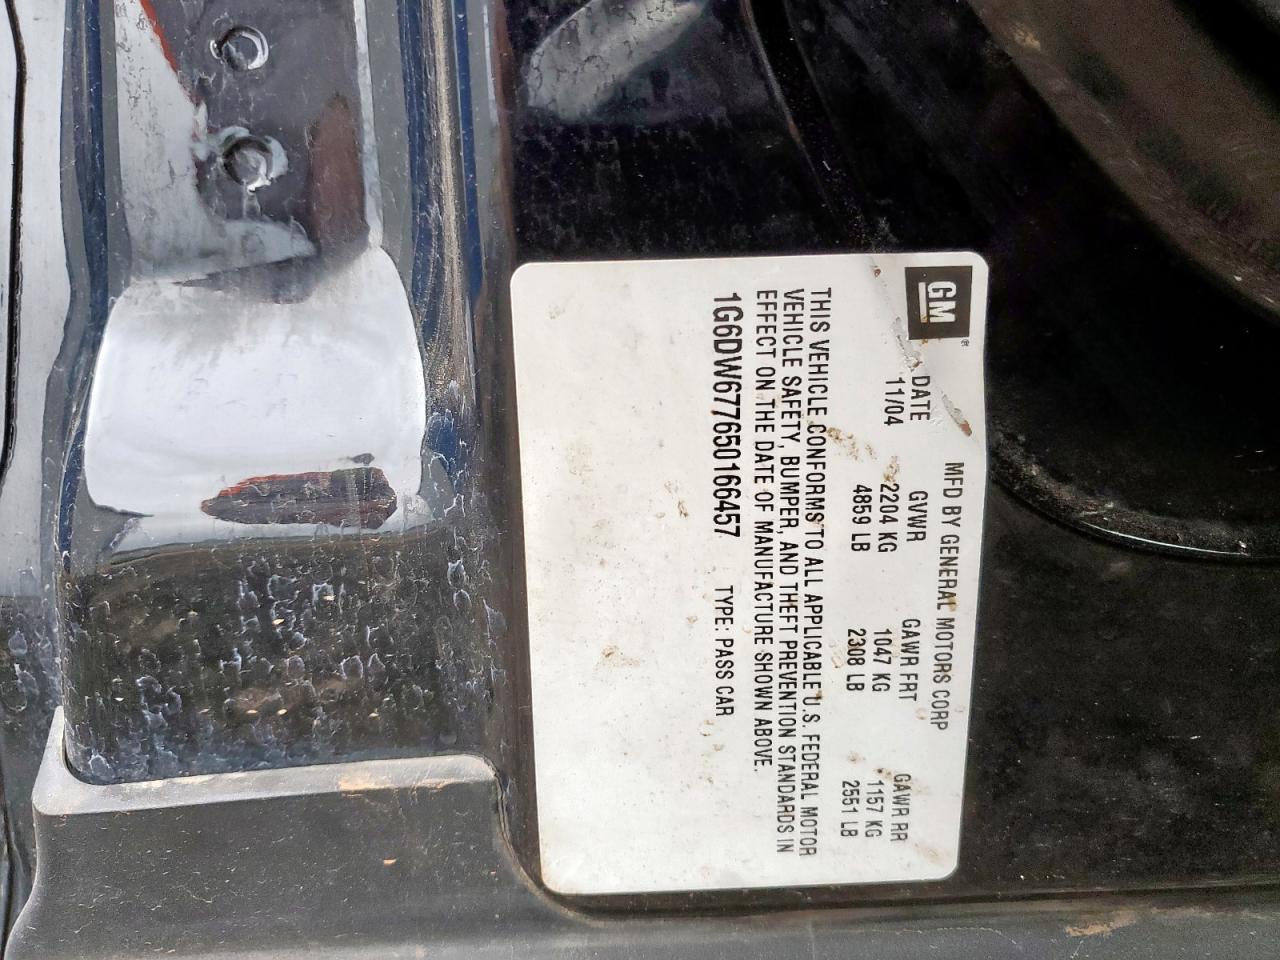 GM
MFD BY GENERAL MOTORS CORP
DATE GVWR GAWR FRT GAWR RR
11/04 2204 KG 1047 KG 1157 KG
4859 LB 2308 LB 2551 LB
THIS VEHICLE CONFORMS TO ALL APPLICABLE U.S. FEDERAL MOTOR
VEHICLE SAFETY, BUMPER, AND THEFT PREVENTION STANDARDS IN
EFFECT ON THE DATE OF MANUFACTURE SHOWN ABOVE.
1G6DW677650166457 TYPE: PASS CAR